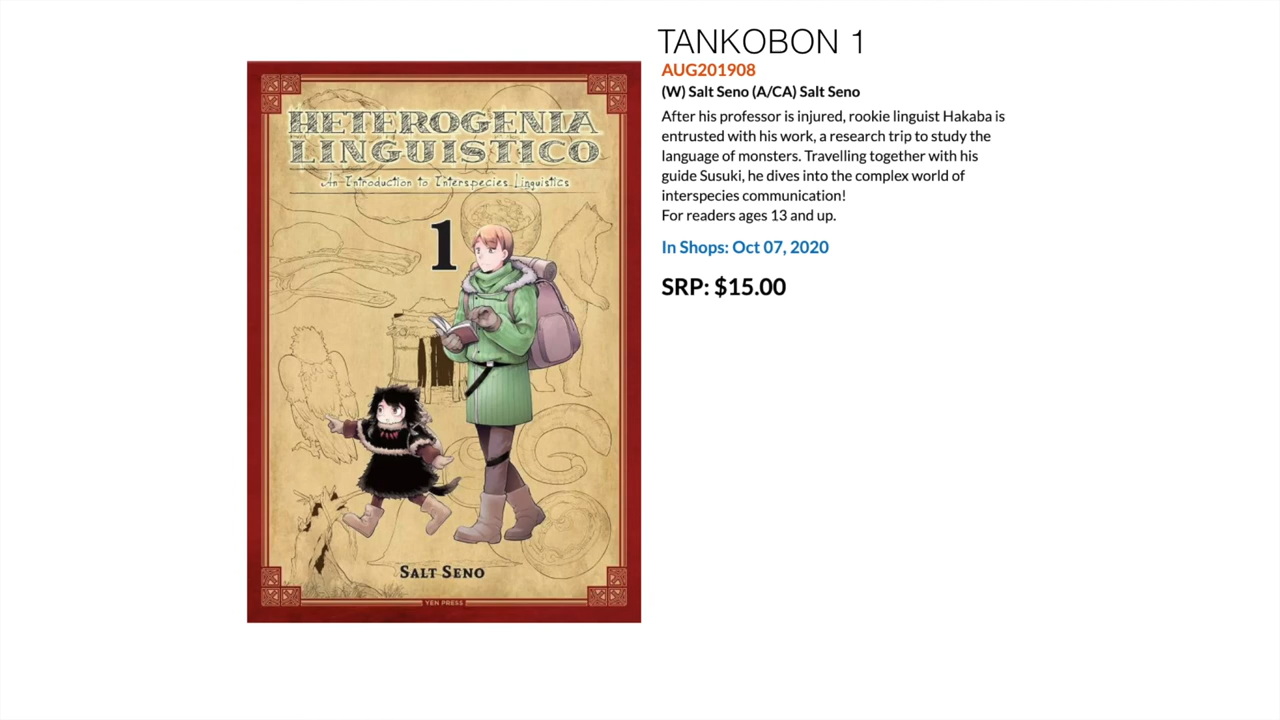 TANKOBON 1
AUG201908
(W) Salt Seno (A/CA) Salt Seno
After his professor is injured, rookie linguist Hakaba is
entrusted with his work, a research trip to study the
language of monsters. Travelling together with his
guide Susuki, he dives into the complex world of
interspecies communication!
For readers ages 13 and up.
In Shops: Oct 07, 2020
SRP: $15.00
HETEROGENIA
LINGUISTICO
An Introduction to Interspecies Linguistics
1
SALT SENO
YEN PRESS